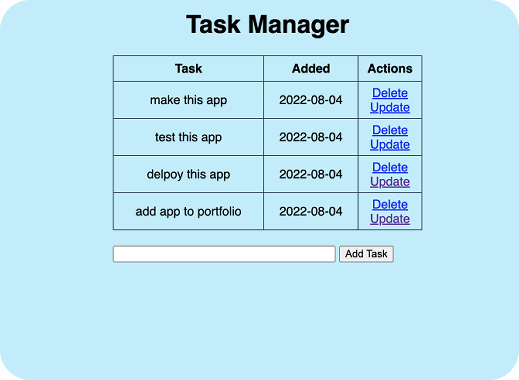 Task Manager
Task Added Actions
make this app 2022-08-04 Delete
Update
test this app 2022-08-04 Delete
Update
delpoy this app 2022-08-04 Delete
Update
add app to portfolio 2022-08-04 Delete
Update
Add Task